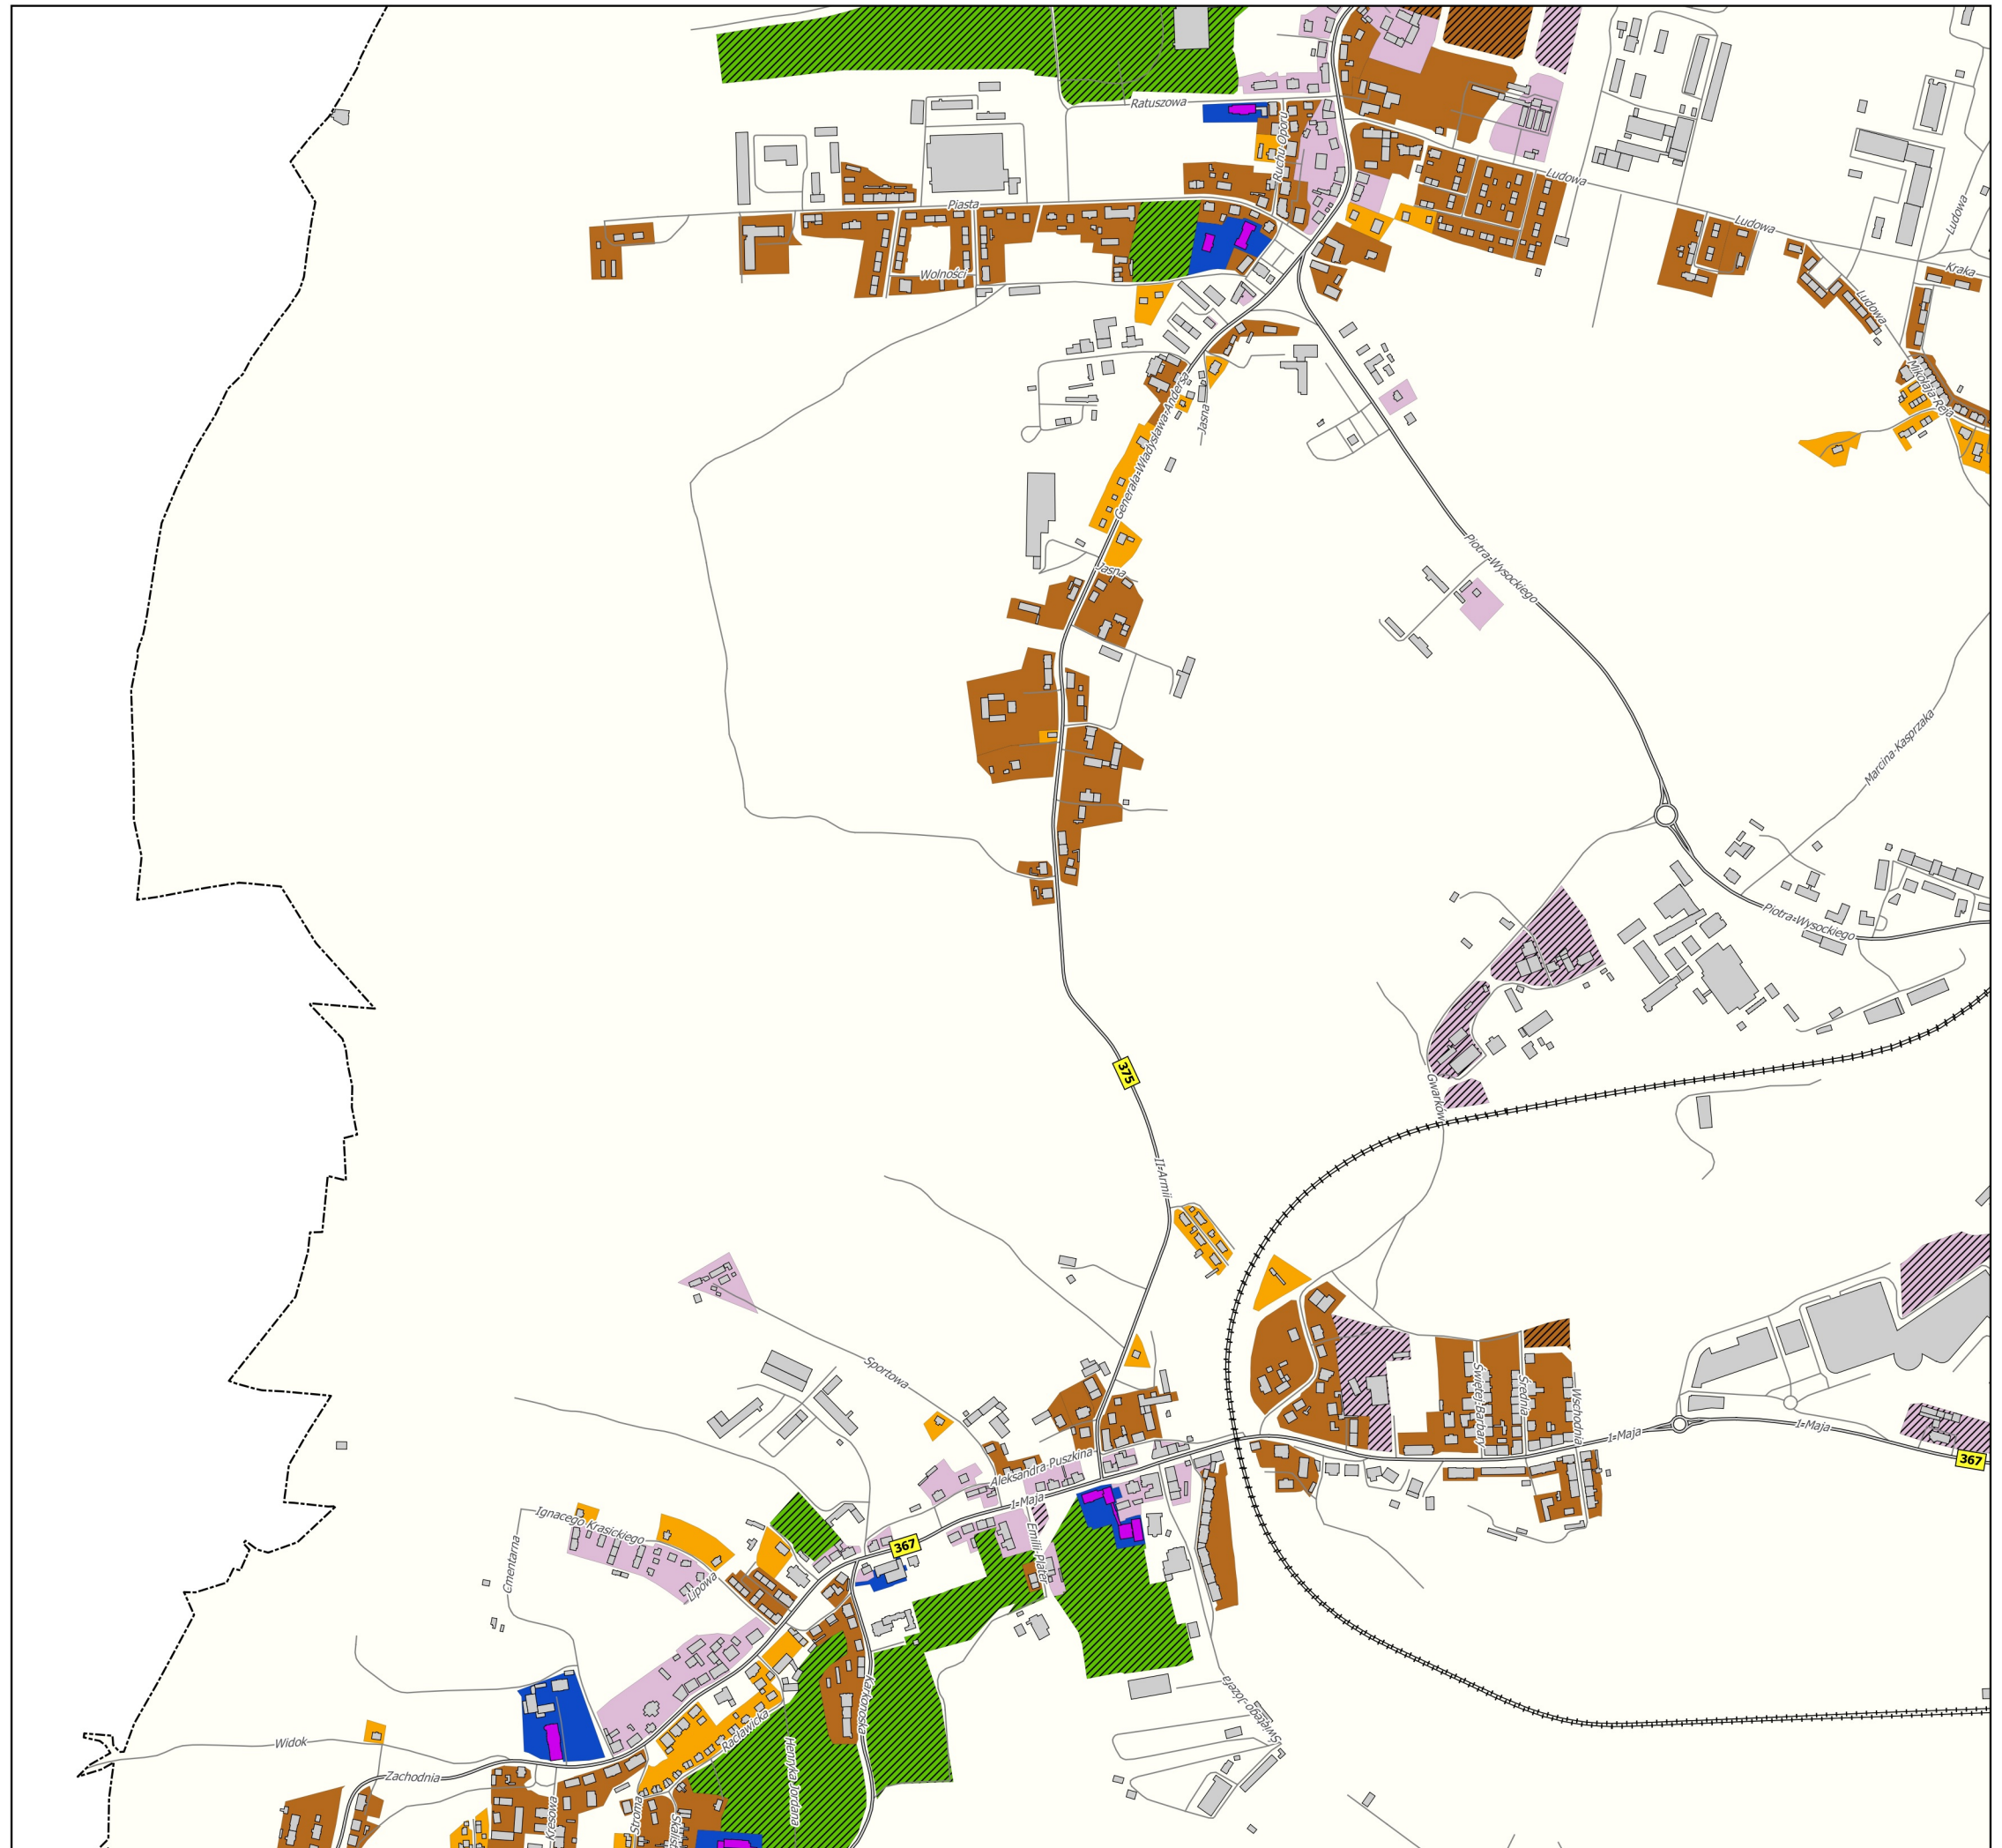 Ratuszowa
Ruchu Oporu
Ludowa
Piasta
Ludowa
Ludowa
Kraka
Wolności
Ludowa
Mikołaja Reja
Generała Władysława Andersa
Jasna
Jasna
Piotra Wysockiego
Marcina Kasprzaka
Piotra Wysockiego
375
Gwarków
II Armii
Sportowa
Świętej Barbary
Średnia
Wschodnia
1 Maja
1 Maja
367
Aleksandra Puszkina
1 Maja
Ignacego Krasickiego
Emilii Plater
367
Cmentarna
Lipowa
Karkonoska
Świętego Józefa
Racławicka
Widok
Henryka Jordana
Zachodnia
Kresowa
Stroma